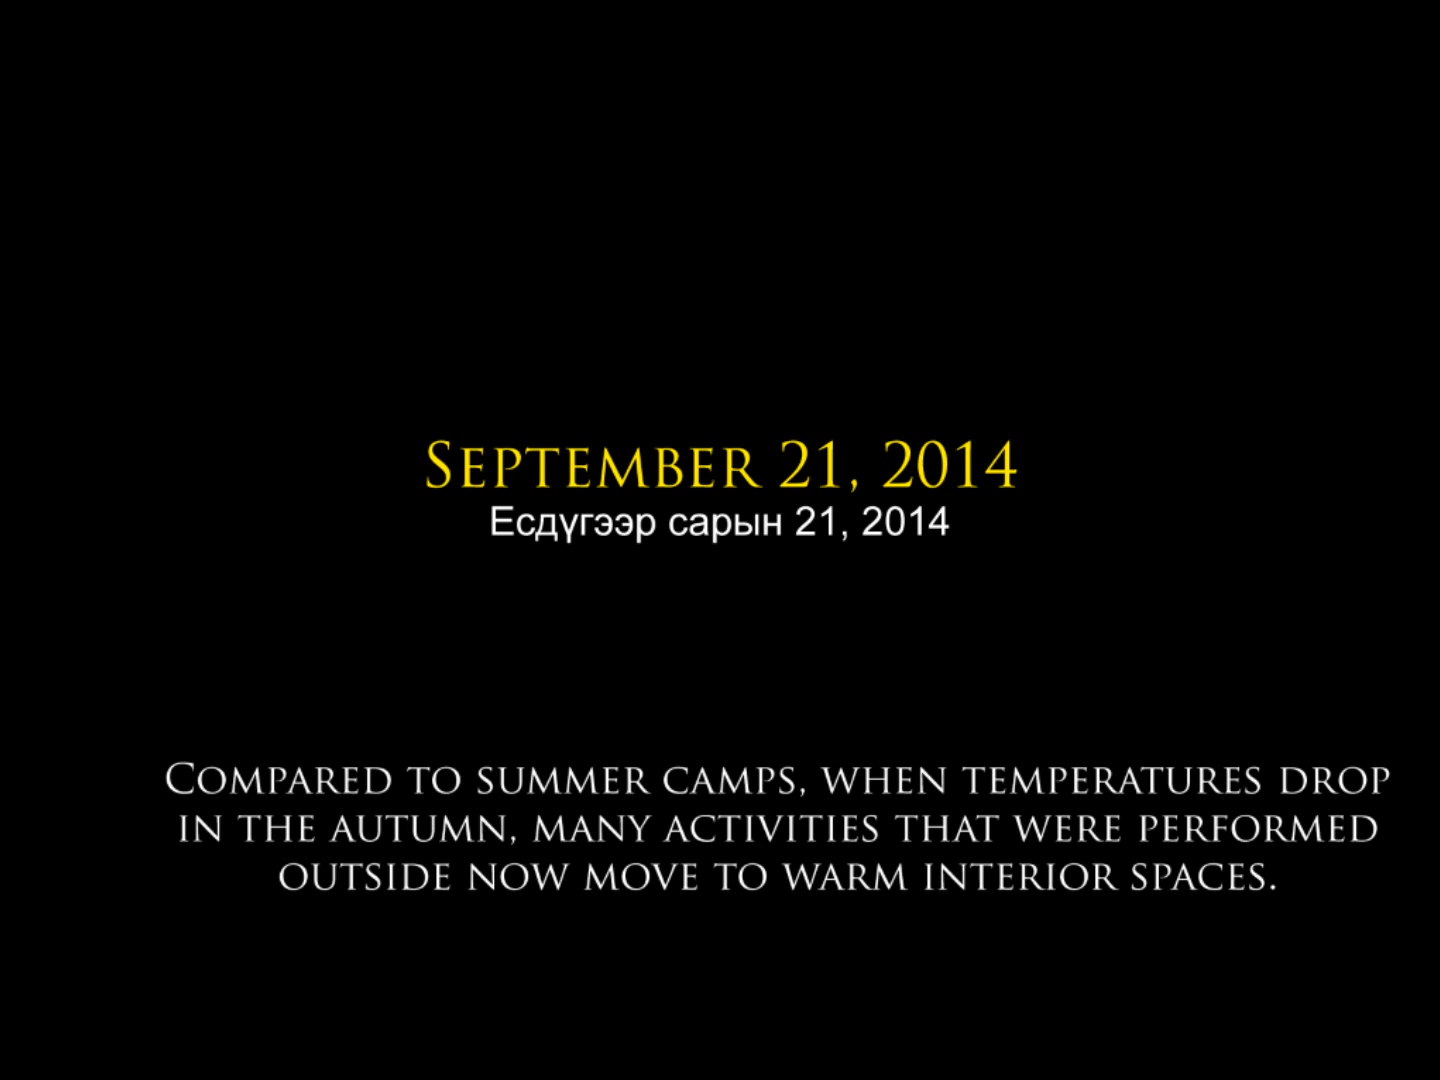 September 21, 2014
Есдүгээр сарын 21, 2014
Compared to summer camps, when temperatures drop
in the autumn, many activities that were performed
outside now move to warm interior spaces.